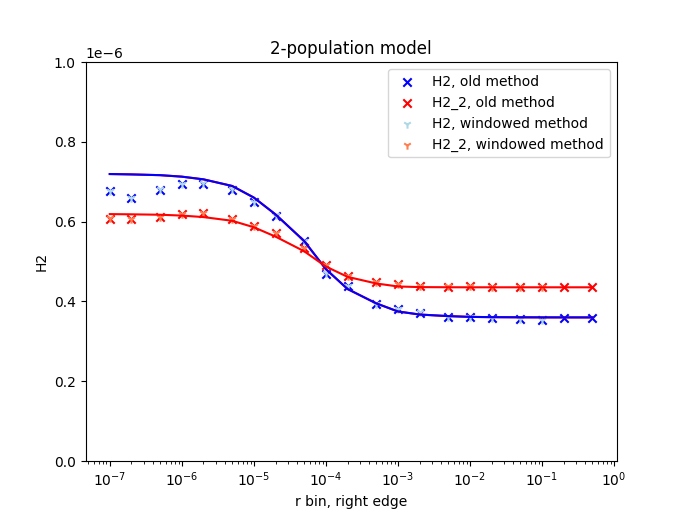 2-population model
1e−6
H2, old method
H2_2, old method
H2, windowed method
H2_2, windowed method
1.0
0.8
0.6
0.4
0.2
0.0
H2
10⁻⁷ 10⁻⁶ 10⁻⁵ 10⁻⁴ 10⁻³ 10⁻² 10⁻¹ 10⁰
r bin, right edge